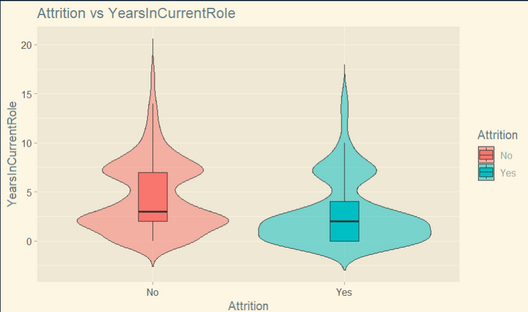 Attrition vs YearsInCurrentRole
YearsInCurrentRole
20
15
10
5
0
No
Yes
Attrition
Attrition
No
Yes